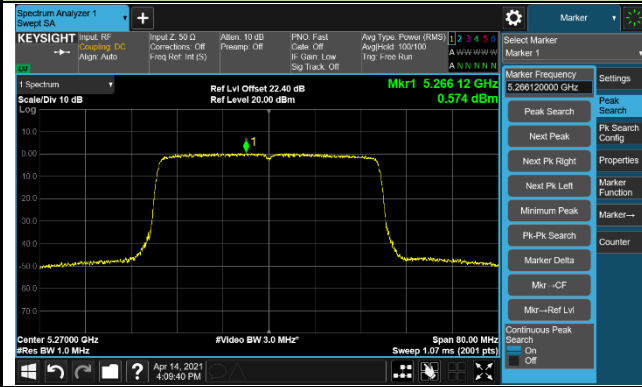 Spectrum Analyzer 1
Swept SA
+
Marker
KEYSIGHT
Input: RF
Coupling: DC
Align: Auto
Input Z: 50 Ω
Corrections: Off
Freq Ref: Int (S)
Atten: 10 dB
Preamp: Off
PNO: Fast
Gate: Off
IF Gain: Low
Sig Track: Off
Avg Type: Power (RMS)
Avg|Hold: 100/100
Trig: Free Run
1 2 3 4 5 6
A W W W W W
A N N N N N
LXI
Select Marker
Marker 1
1 Spectrum
Scale/Div 10 dB
Log
Ref Lvl Offset 22.40 dB
Ref Level 20.00 dBm
Mkr1 5.266 12 GHz
0.574 dBm
10.0
0.00
10.0
20.0
30.0
40.0
50.0
60.0
70.0
1
Center 5.27000 GHz
#Res BW 1.0 MHz
#Video BW 3.0 MHz*
Span 80.00 MHz
Sweep 1.07 ms (2001 pts)
Marker Frequency
5.266120000 GHz
Peak Search
Next Peak
Next Pk Right
Next Pk Left
Minimum Peak
Pk-Pk Search
Marker Delta
Mkr→CF
Mkr→Ref Lvl
Continuous Peak
Search
On
Off
Settings
Peak
Search
Pk Search
Config
Properties
Marker
Function
Marker→
Counter
?
Apr 14, 2021
4:09:40 PM